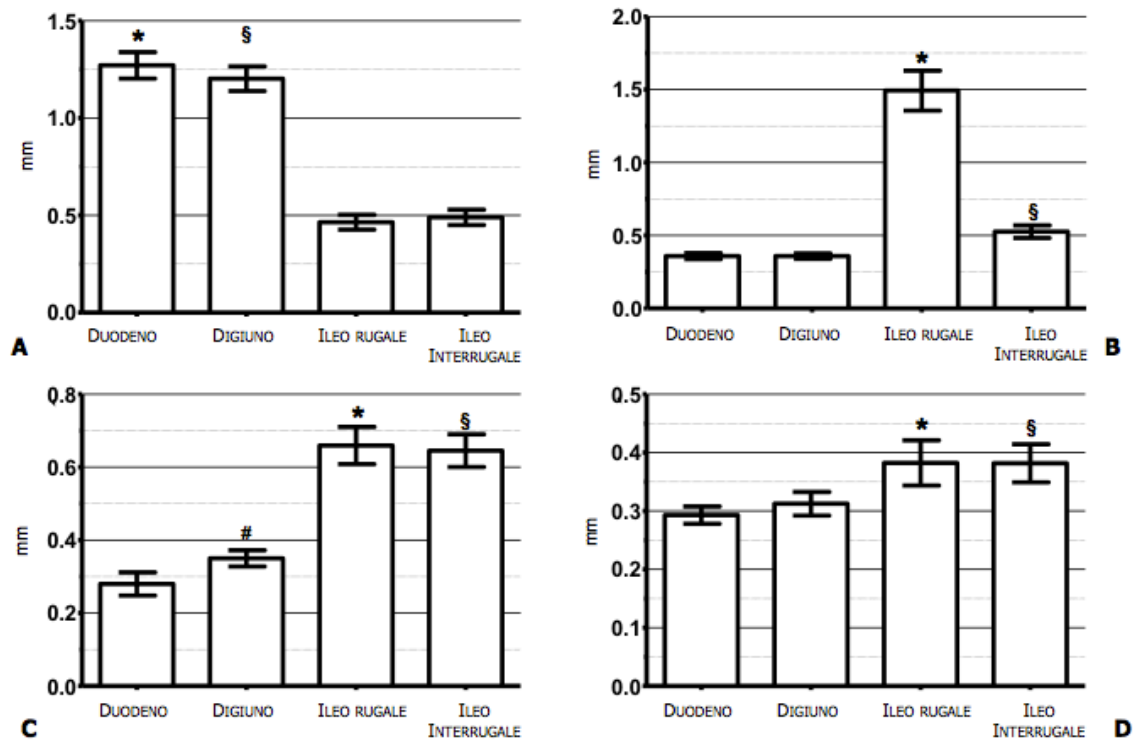 1.5
1.0
0.5
0.0
mm
*
§
DUODENO
DIGIUNO
ILEO RUGALE
ILEO
INTERRUGALE
A
2.0
1.5
1.0
0.5
0.0
mm
*
§
DUODENO
DIGIUNO
ILEO RUGALE
ILEO
INTERRUGALE
B
0.8
0.6
0.4
0.2
0.0
mm
#
*
§
DUODENO
DIGIUNO
ILEO RUGALE
ILEO
INTERRUGALE
C
0.5
0.4
0.3
0.2
0.1
0.0
mm
*
§
DUODENO
DIGIUNO
ILEO RUGALE
ILEO
INTERRUGALE
D